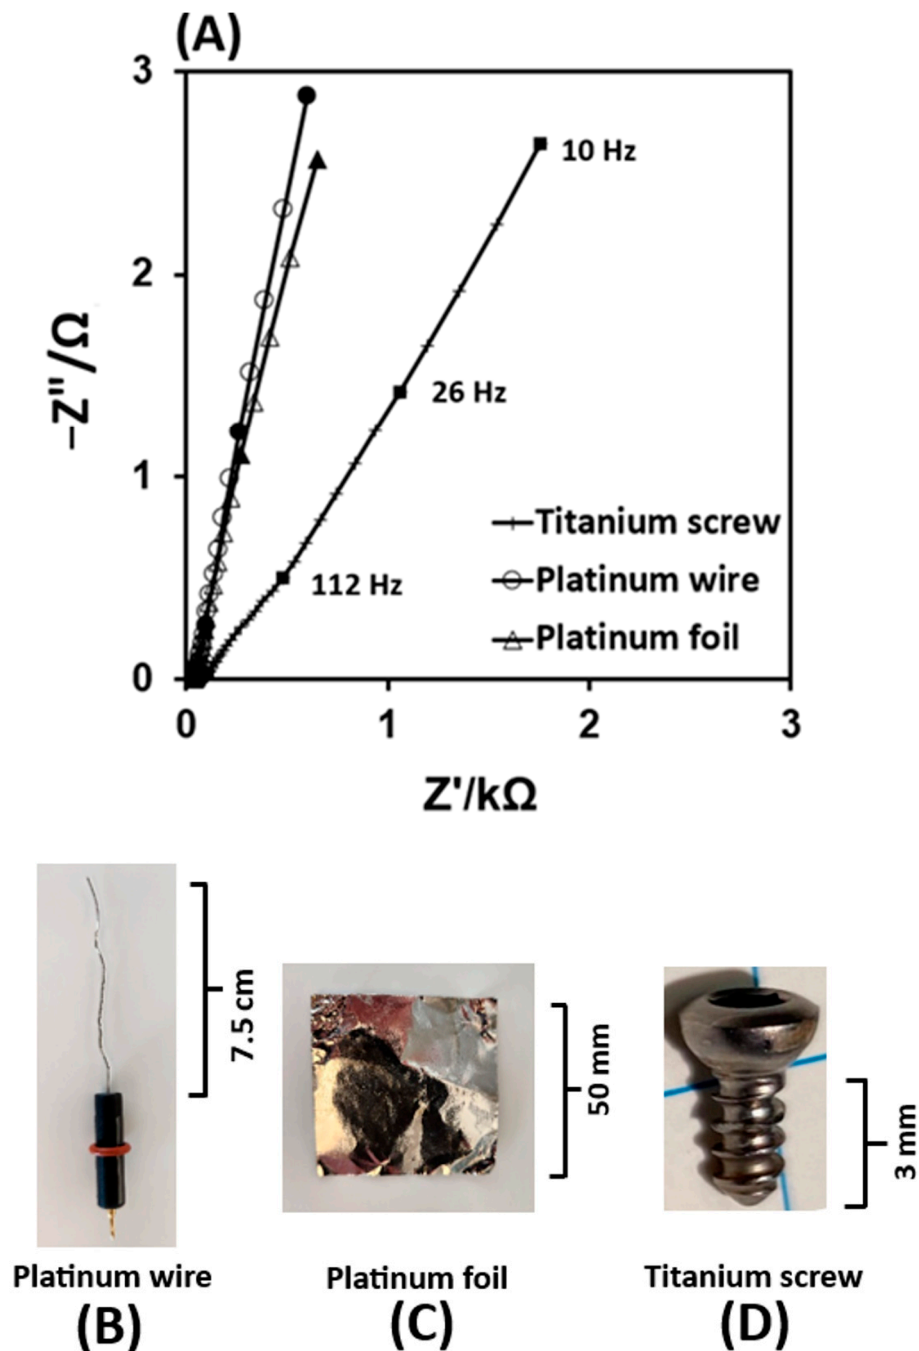 (A)
3
2
1
0
0
1
2
3
–Z"/Ω
Z'/kΩ
10 Hz
26 Hz
112 Hz
Titanium screw
Platinum wire
Platinum foil
7.5 cm
50 mm
3 mm
Platinum wire
(B)
Platinum foil
(C)
Titanium screw
(D)